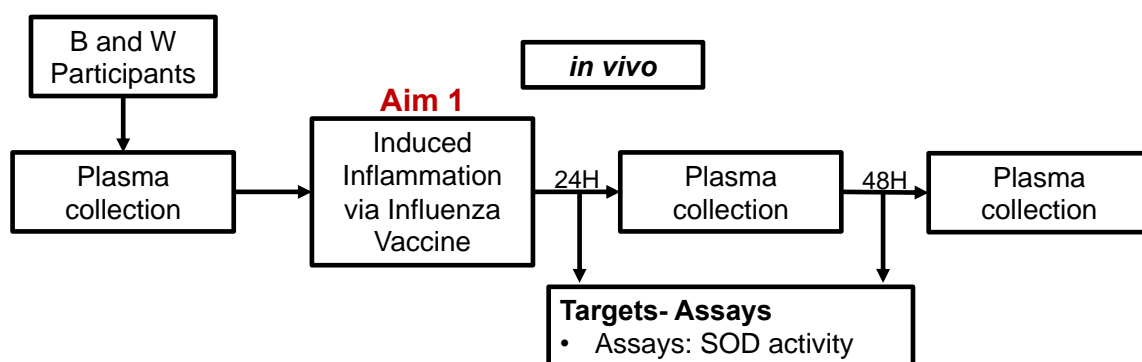 B and W
Participants
in vivo
Aim 1
Plasma
collection
Induced
Inflammation
via Influenza
Vaccine
24H
Plasma
collection
48H
Plasma
collection
Targets- Assays
• Assays: SOD activity